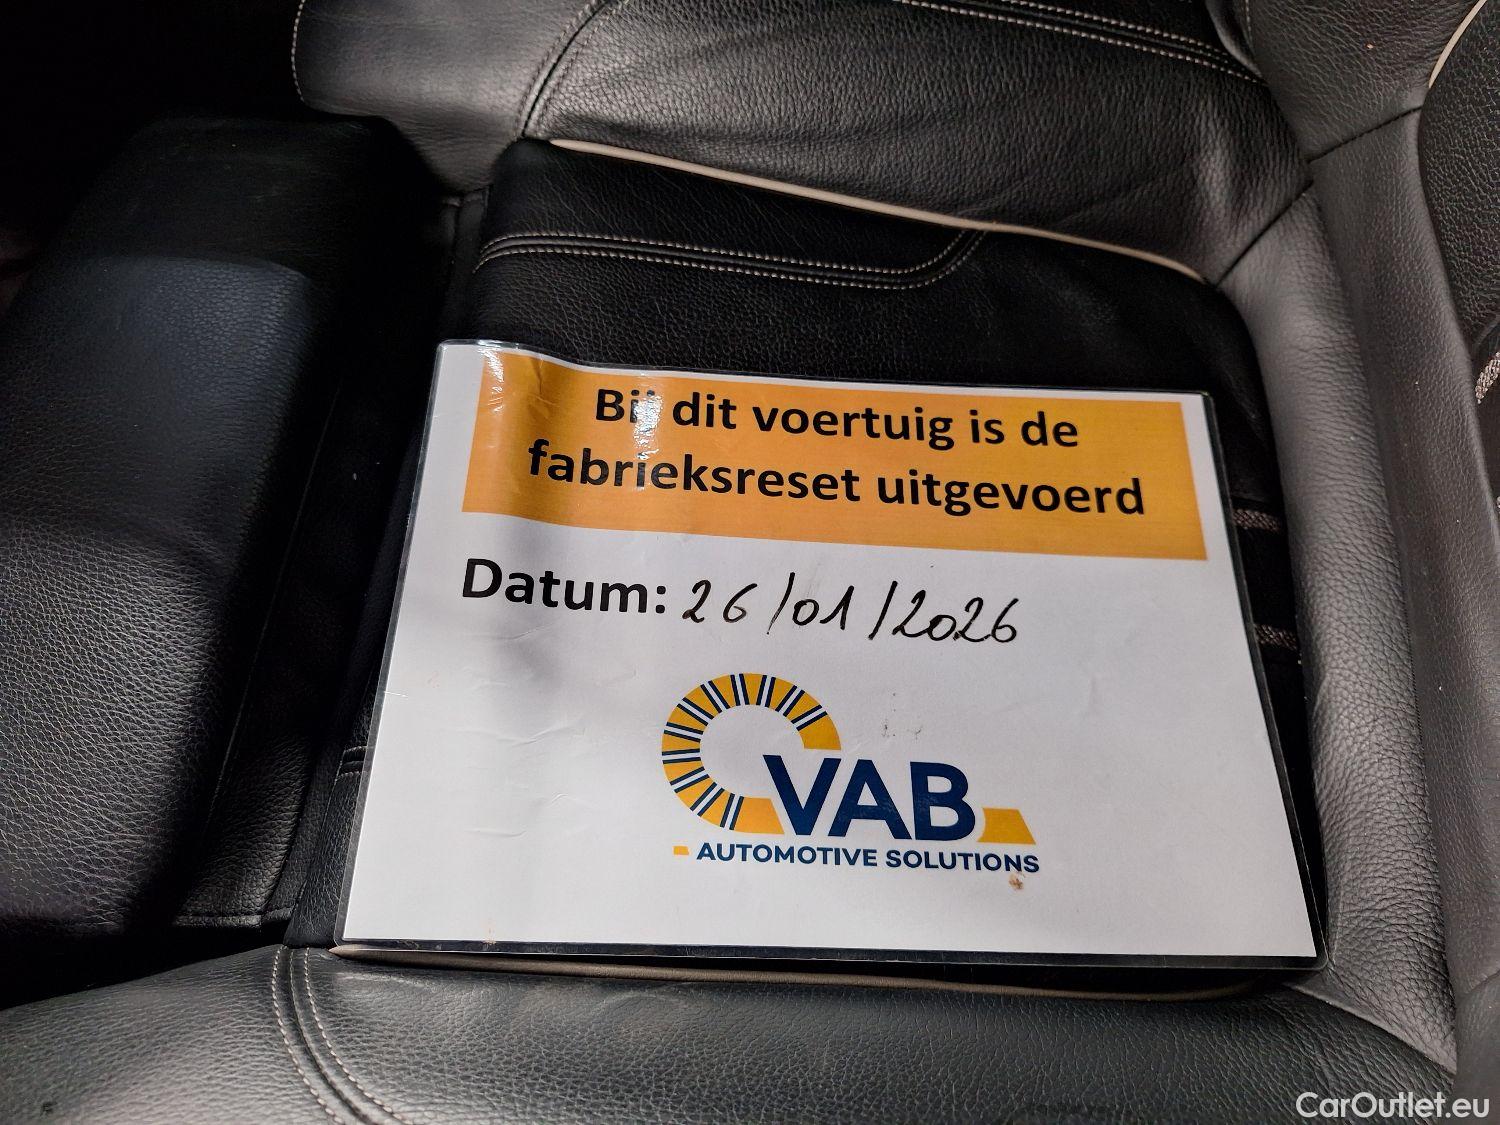 Bij dit voertuig is de
fabrieksreset uitgevoerd
Datum: 26/01/2026
VAB
AUTOMOTIVE SOLUTIONS
CarOutlet.eu